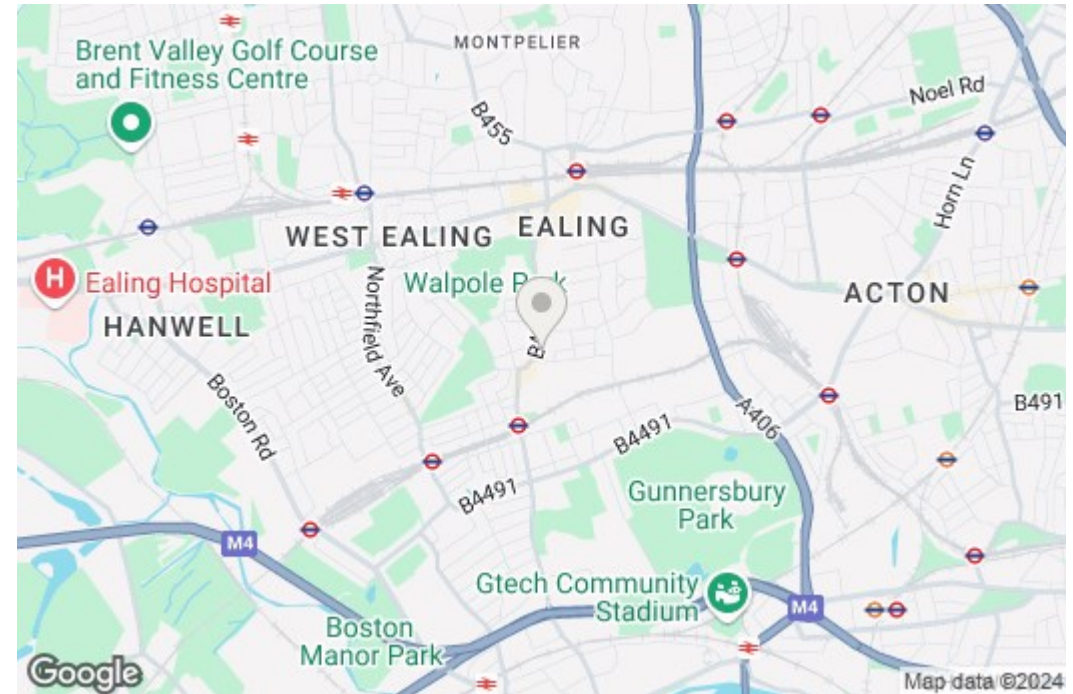 MONTPELIER
Brent Valley Golf Course
and Fitness Centre
Noel Rd
B455
Horn Ln
WEST EALING
EALING
Walpole Park
H
Ealing Hospital
ACTON
HANWELL
Northfield Ave
Boston Rd
B491
A406
B4491
B4491
Gunnersbury
Park
M4
Gtech Community
Stadium
M4
Boston
Manor Park
Google
Map data ©2024